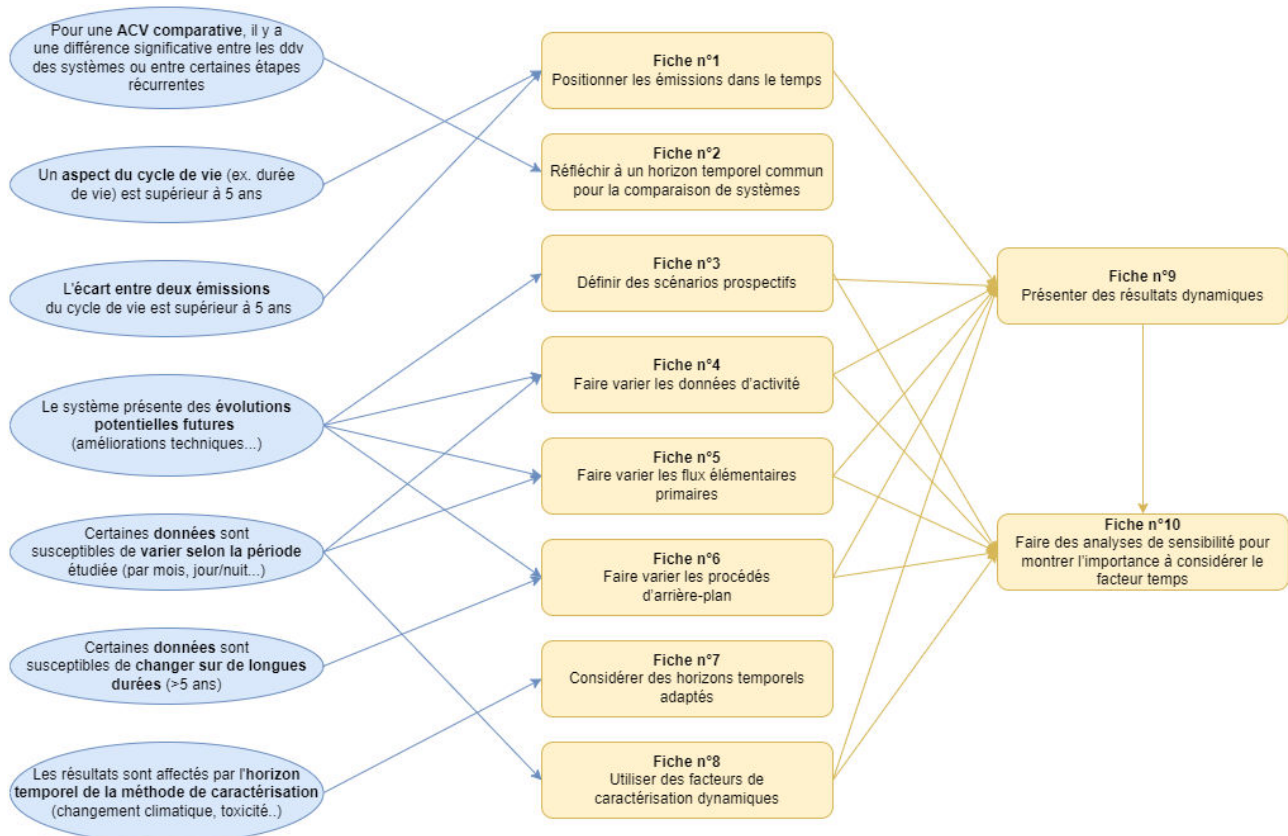 Pour une ACV comparative, il y a
une différence significative entre les ddv
des systèmes ou entre certaines étapes
récurrentes
Un aspect du cycle de vie (ex. durée
de vie) est supérieur à 5 ans
L'écart entre deux émissions
du cycle de vie est supérieur à 5 ans
Le système présente des évolutions
potentielles futures
(améliorations techniques...)
Certaines données sont
susceptibles de varier selon la période
étudiée (par mois, jour/nuit...)
Certaines données sont
susceptibles de changer sur de longues
durées (>5 ans)
Les résultats sont affectés par l'horizon
temporel de la méthode de caractérisation
(changement climatique, toxicité..)
Fiche n°1
Positionner les émissions dans le temps
Fiche n°2
Réfléchir à un horizon temporel commun
pour la comparaison de systèmes
Fiche n°3
Définir des scénarios prospectifs
Fiche n°4
Faire varier les données d'activité
Fiche n°5
Faire varier les flux élémentaires
primaires
Fiche n°6
Faire varier les procédés
d'arrière-plan
Fiche n°7
Considérer des horizons temporels
adaptés
Fiche n°8
Utiliser des facteurs de
caractérisation dynamiques
Fiche n°9
Présenter des résultats dynamiques
Fiche n°10
Faire des analyses de sensibilité pour
montrer l'importance à considérer le
facteur temps